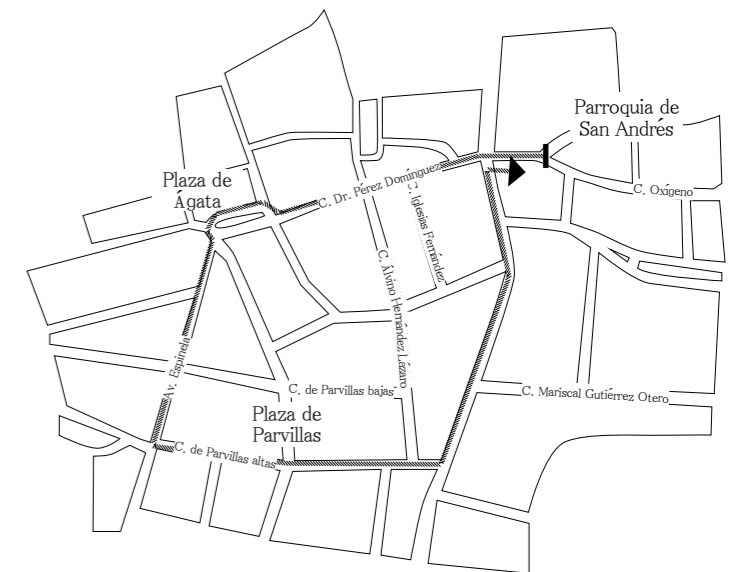 Parroquia de
San Andrés
Plaza de
Ágata
C. Dr. Pérez Domínguez
C. Oxígeno
C. Iglesias Fernández
C. Álvino Hernández Lázaro
Av. Espinela
C. de Parvillas bajas
C. Mariscal Gutiérrez Otero
Plaza de
Parvillas
C. de Parvillas altas